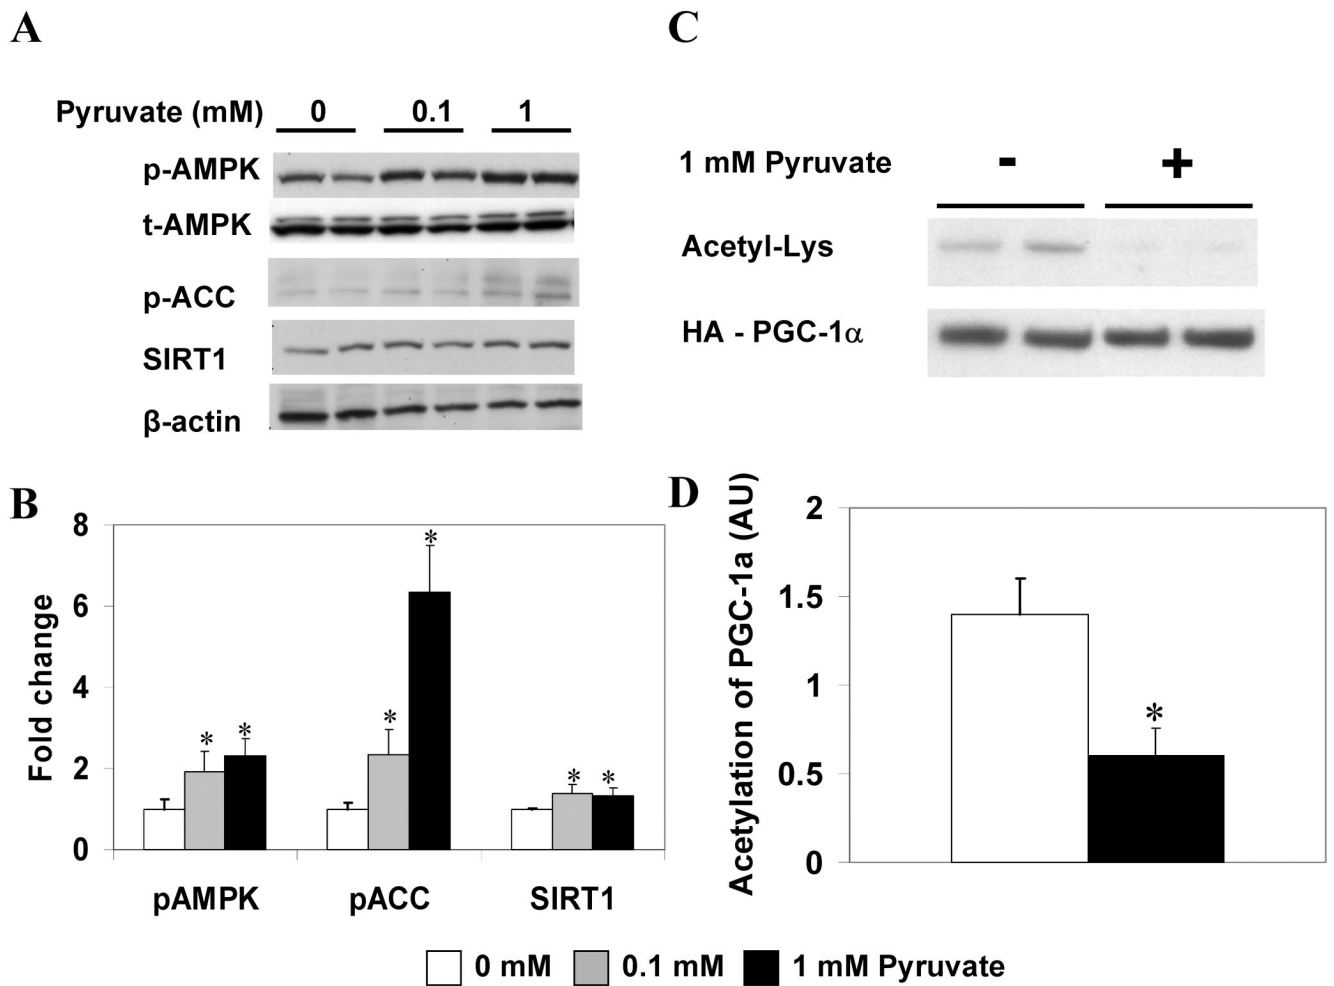 A
Pyruvate (mM) 0 0.1 1
p-AMPK
t-AMPK
p-ACC
SIRT1
β-actin
C
1 mM Pyruvate - +
Acetyl-Lys
HA - PGC-1α
B
Fold change
8
6
4
2
0
* * * * * *
pAMPK pACC SIRT1
D
Acetylation of PGC-1a (AU)
2
1.5
1
0.5
0
*
0 mM 0.1 mM 1 mM Pyruvate